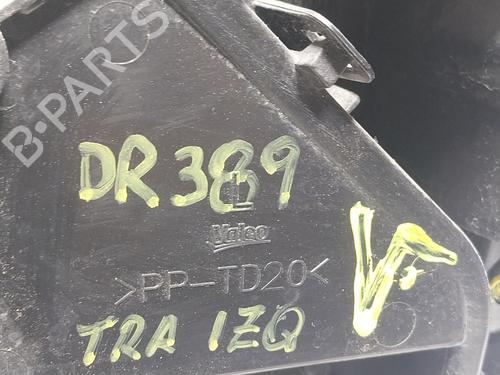 B-PARTS
DR389
L
Valeo
>PP-TD20<
TRA IZQ